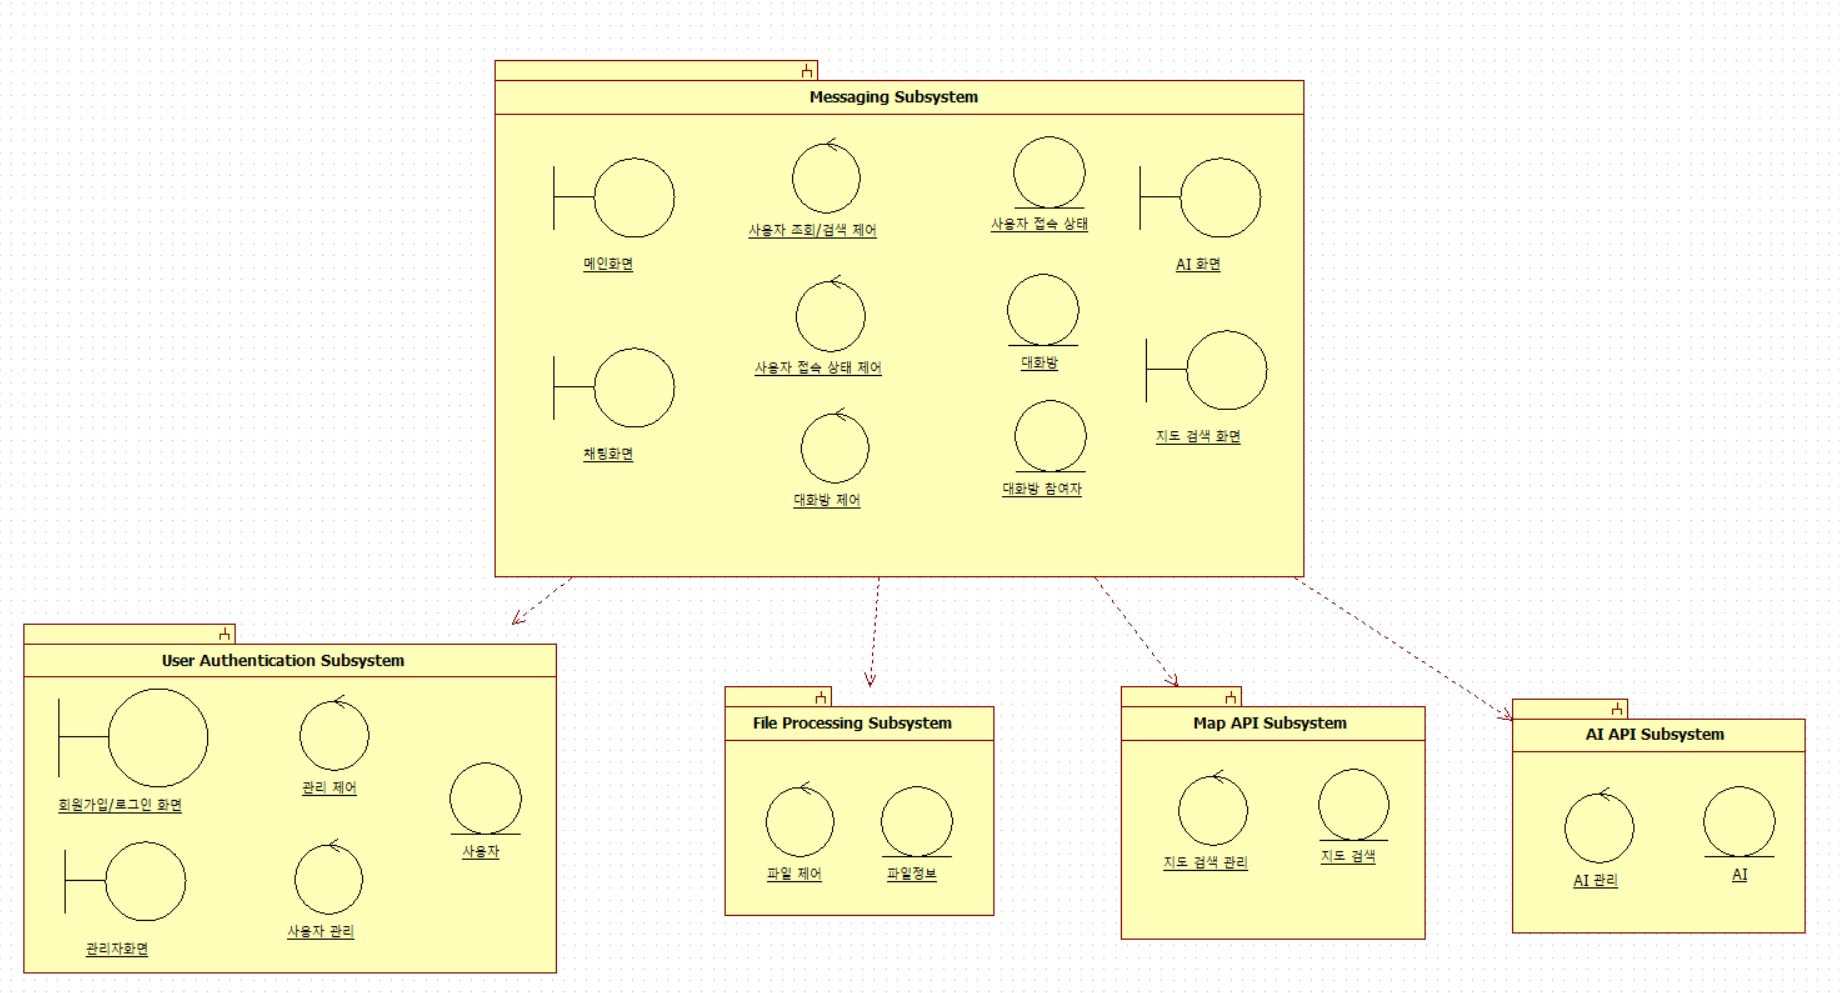 Messaging Subsystem
메인화면
사용자 조회/검색 제어
사용자 접속 상태
AI 화면
채팅화면
사용자 접속 상태 제어
대화방
지도 검색 화면
대화방 제어
대화방 참여자
User Authentication Subsystem
회원가입/로그인 화면
관리 제어
사용자
관리자화면
사용자 관리
File Processing Subsystem
파일 제어
파일정보
Map API Subsystem
지도 검색 관리
지도 검색
AI API Subsystem
AI 관리
AI